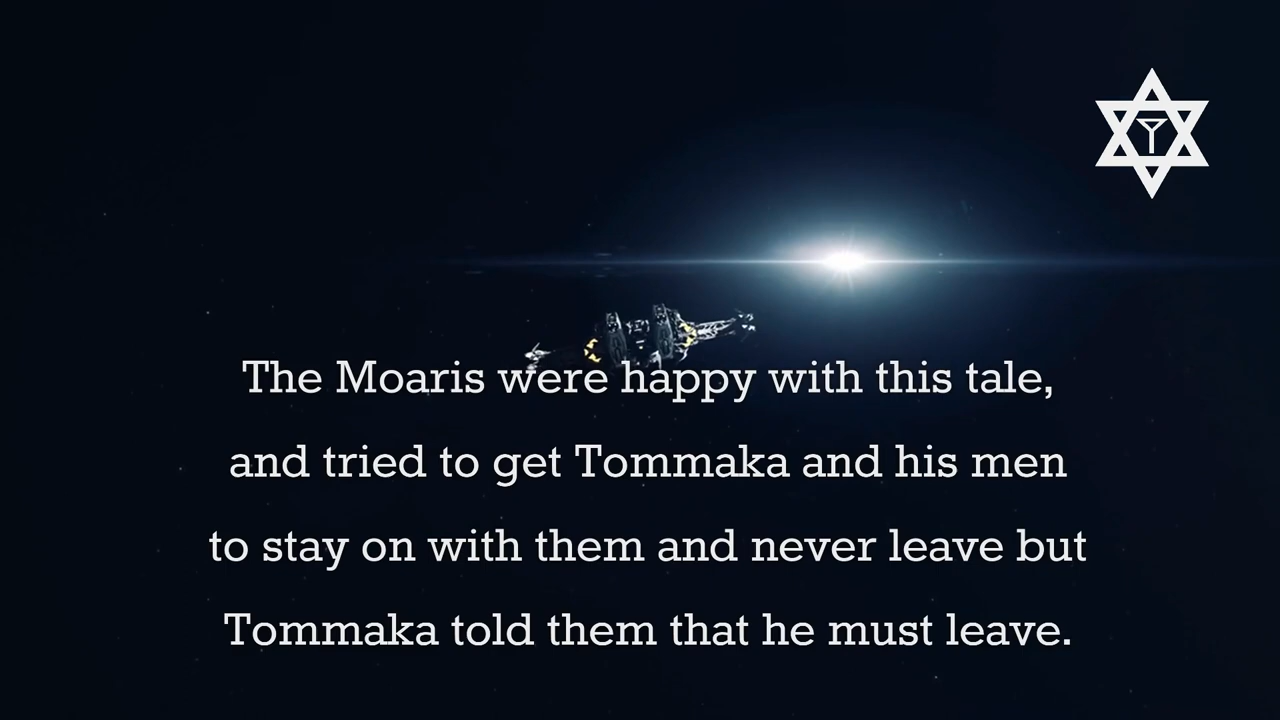 The Moaris were happy with this tale,
and tried to get Tommaka and his men
to stay on with them and never leave but
Tommaka told them that he must leave.